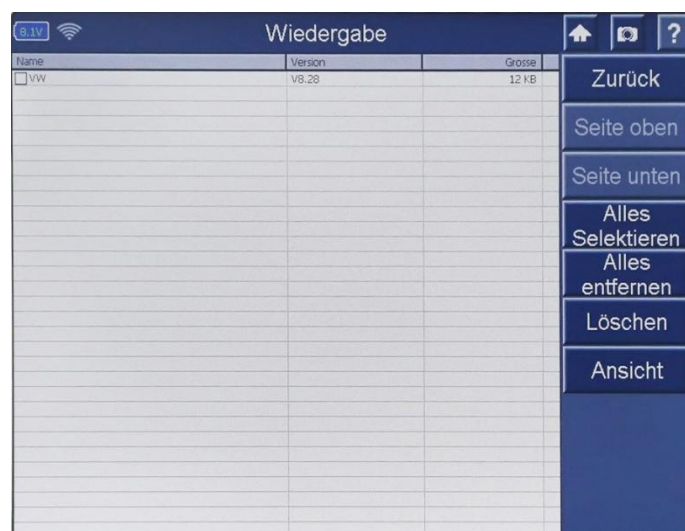 8.1V
Wiedergabe
?
Name Version Grosse
VW V8.28 12 KB
Zurück
Seite oben
Seite unten
Alles
Selektieren
Alles
entfernen
Löschen
Ansicht